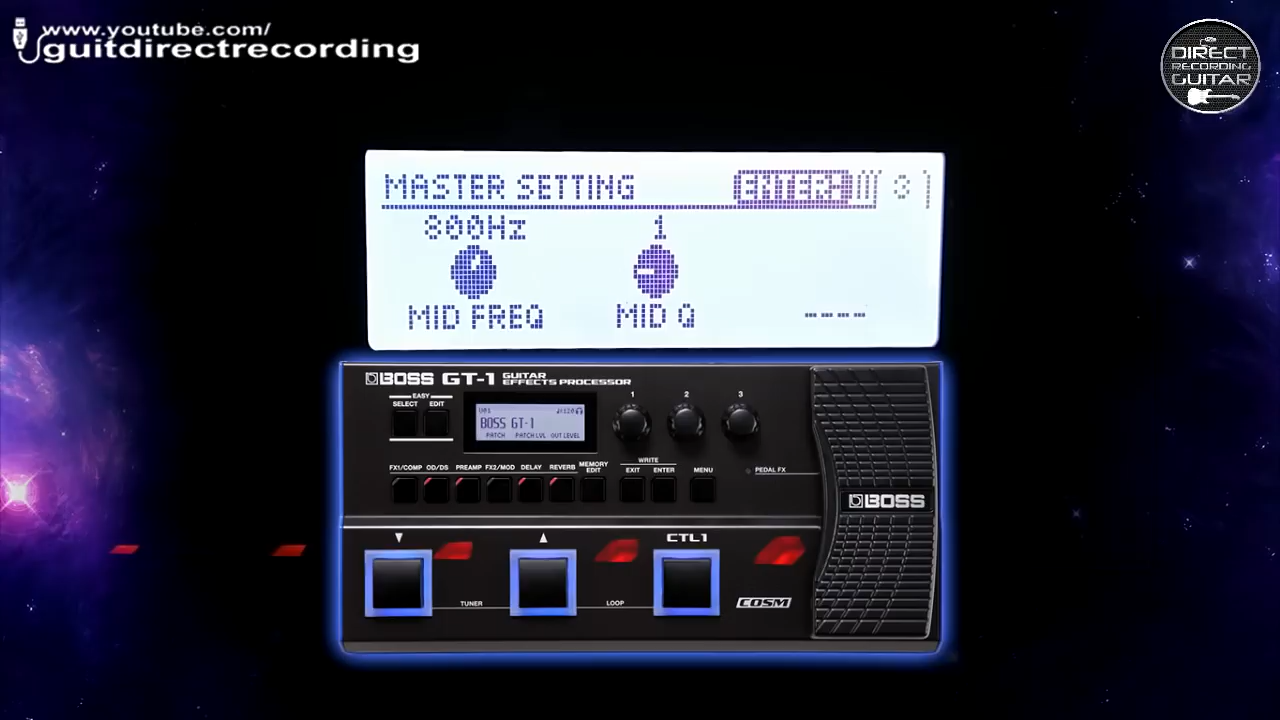 www.youtube.com/
guitdirectrecording
DIRECT
RECORDING
GUITAR
MASTER SETTING
800Hz 1
MID FREQ MID Q ----
BOSS GT-1 GUITAR EFFECTS PROCESSOR
EASY
SELECT EDIT
1 2 3
BOSS GT-1
PATCH PATCH LVL OUT LEVEL
FX1/COMP OD/DS PREAMP FX2/MOD DELAY REVERB MEMORY EDIT
WRITE
EXIT ENTER MENU
PEDAL FX
BOSS
CTL1
TUNER LOOP COSM